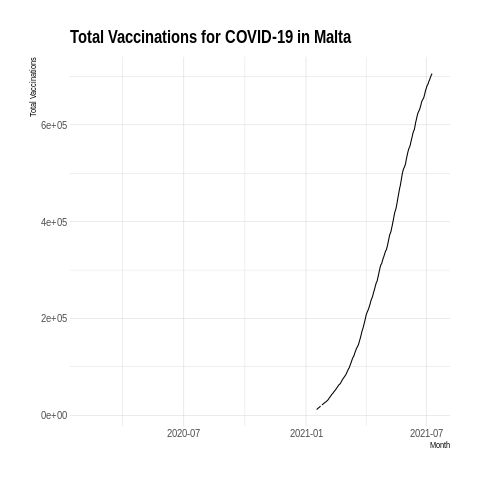 Total Vaccinations for COVID-19 in Malta
Total Vaccinations
6e+05
4e+05
2e+05
0e+00
2020-07
2021-01
2021-07
Month